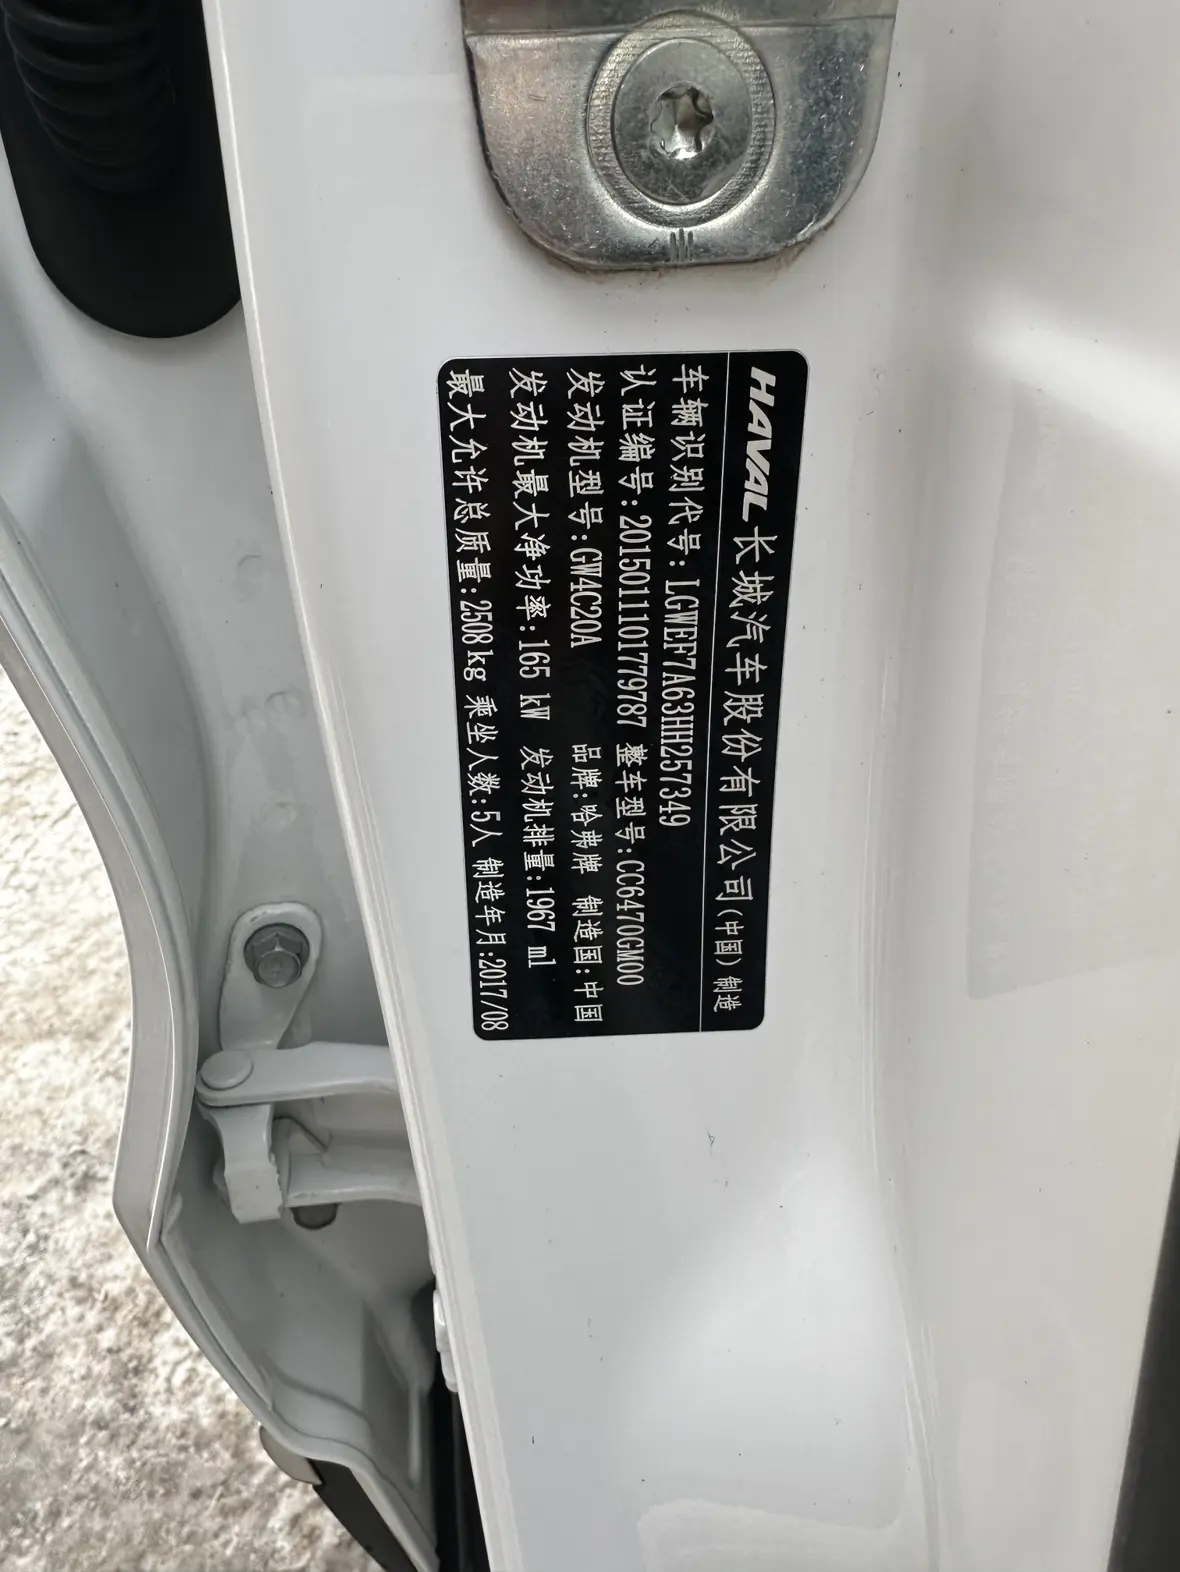 HAVAL 长城汽车股份有限公司(中国)制造
车辆识别代号:LGWEF7A63HH257349
认证编号:2015011101779787 整车型号:CC6470GM00
发动机型号:GW4C20A 品牌:哈弗牌 制造国:中国
发动机最大净功率:165 kW 发动机排量:1967 ml
最大允许总质量:2508kg 乘坐人数:5人 制造年月:2017/08